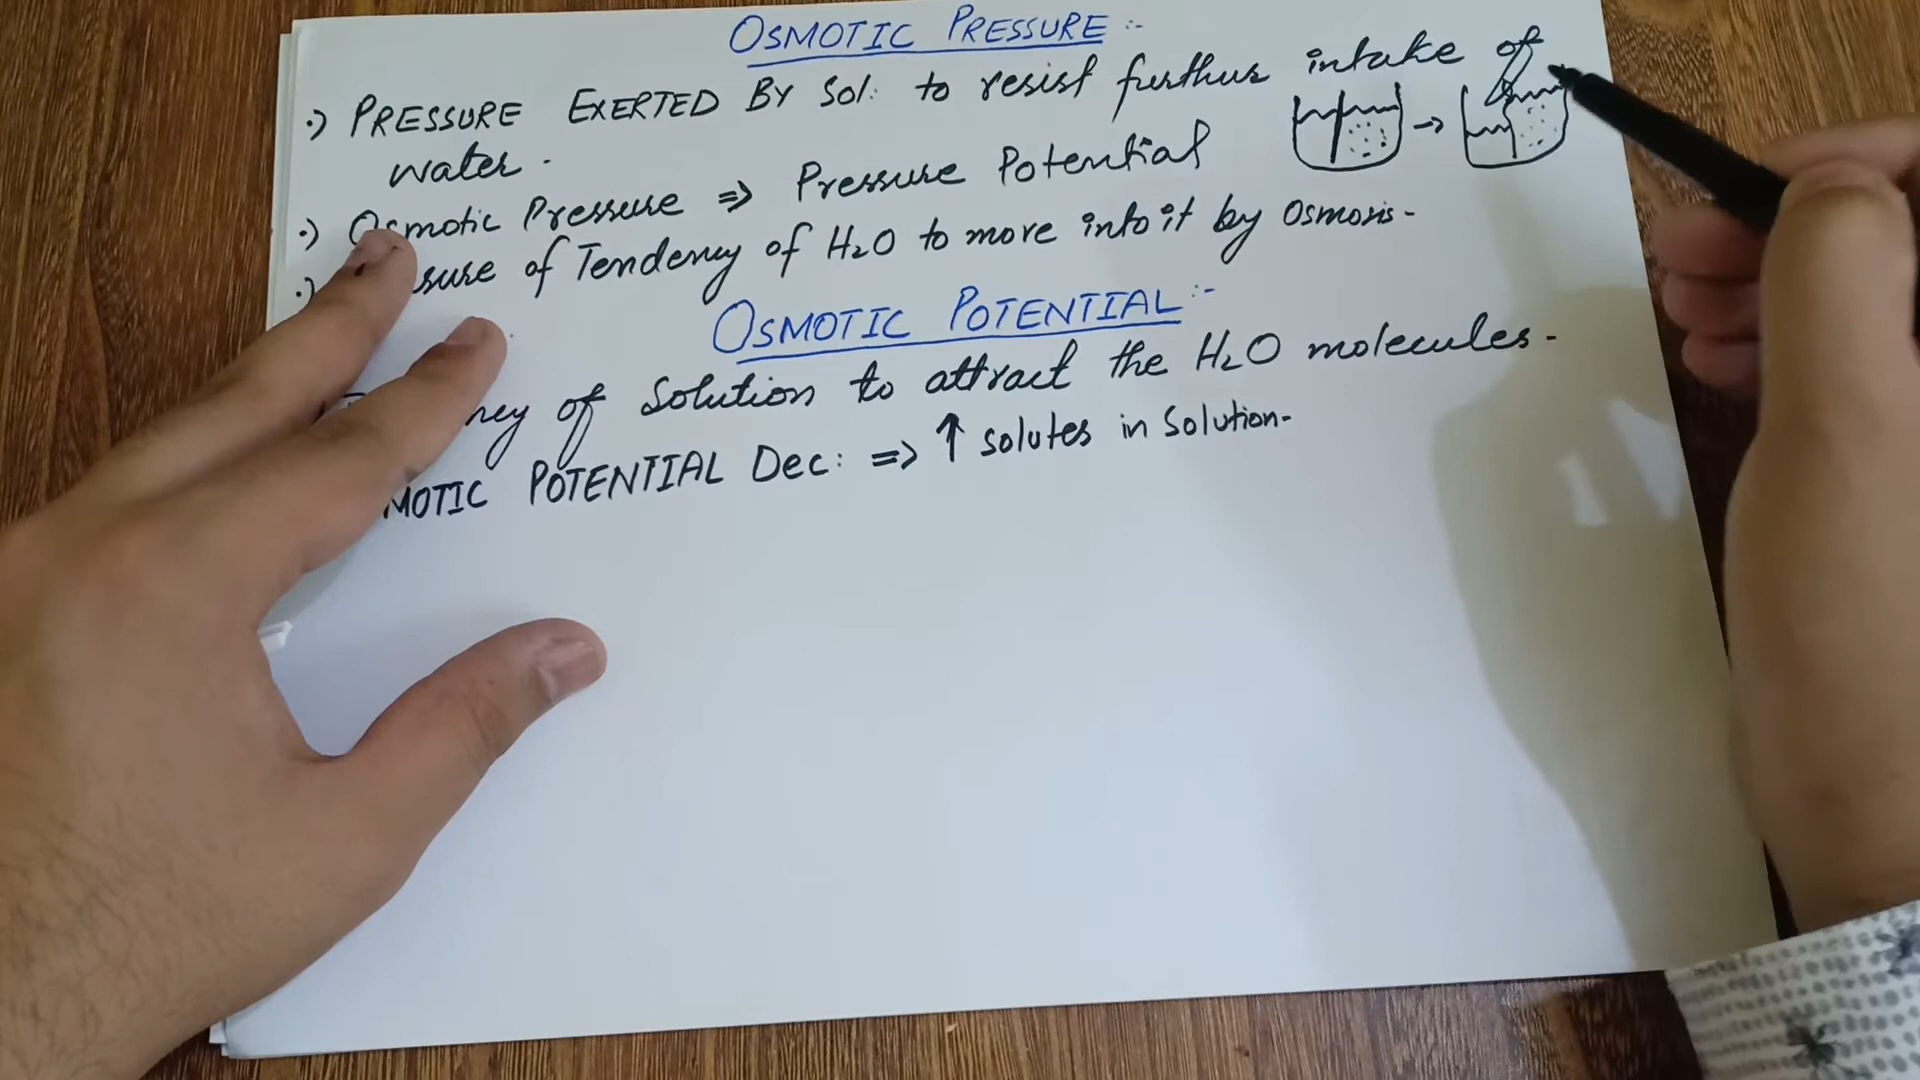 OSMOTIC PRESSURE :-
·) PRESSURE EXERTED BY Sol: to resist further intake of
water.
·) Osmotic Pressure => Pressure Potential
·) sure of Tendency of H2O to move into it by Osmosis-
OSMOTIC POTENTIAL :-
ncy of Solution to attract the H2O molecules-
MOTIC POTENTIAL Dec: => ↑ solutes in Solution-